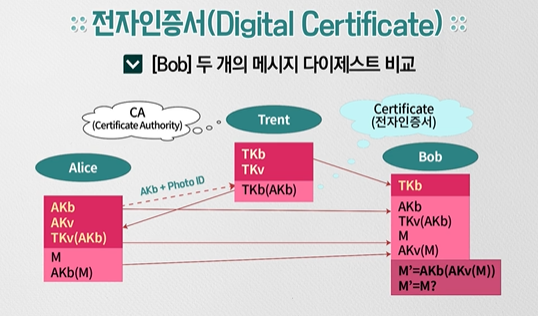 전자인증서(Digital Certificate)
[Bob] 두 개의 메시지 다이제스트 비교
CA
(Certificate Authority)
Trent
Certificate
(전자인증서)
Alice
Bob
AKb + Photo ID
TKb
TKv
TKb(AKb)
AKb
AKv
TKv(AKb)
M
AKb(M)
TKb
AKb
TKv(AKb)
M
AKv(M)
M'=AKb(AKv(M))
M'=M?